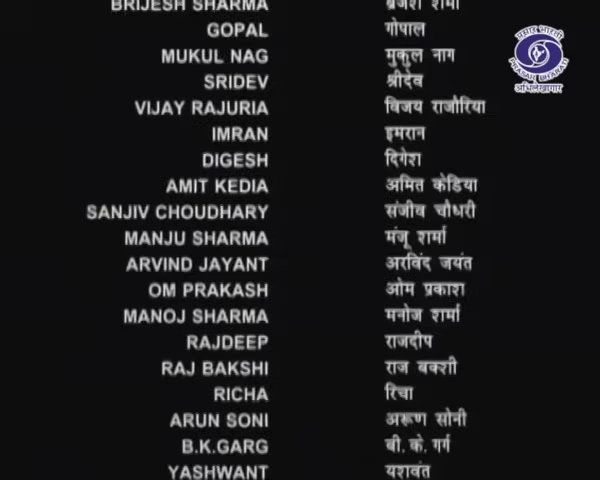 BRIJESH SHARMA ब्रजेश शर्मा
GOPAL गोपाल
MUKUL NAG मुकुल नाग
SRIDEV श्रीदेव
VIJAY RAJURIA विजय राजौरिया
IMRAN इमरान
DIGESH दिगेश
AMIT KEDIA अमित केडिया
SANJIV CHOUDHARY संजीव चौधरी
MANJU SHARMA मंजू शर्मा
ARVIND JAYANT अरविंद जयंत
OM PRAKASH ओम प्रकाश
MANOJ SHARMA मनोज शर्मा
RAJDEEP राजदीप
RAJ BAKSHI राज बक्शी
RICHA रिचा
ARUN SONI अरूण सोनी
B.K.GARG बी. के. गर्ग
YASHWANT यशवंत
प्रसार भारती
PRASAR BHARATI
अभिलेखागार